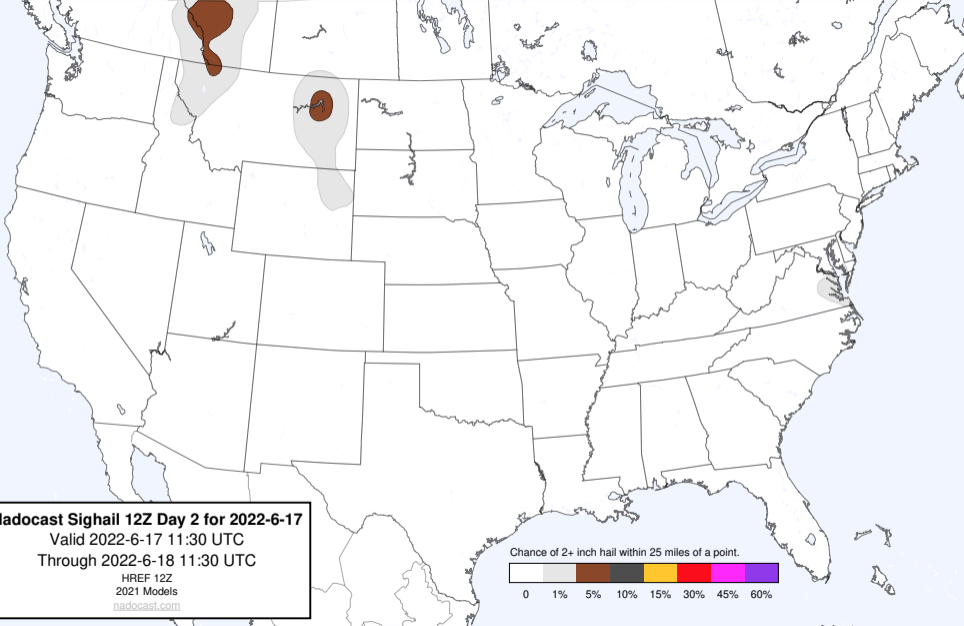 adocast Sighail 12Z Day 2 for 2022-6-17
Valid 2022-6-17 11:30 UTC
Through 2022-6-18 11:30 UTC
HREF 12Z
2021 Models
nadocast.com
Chance of 2+ inch hail within 25 miles of a point.
0 1% 5% 10% 15% 30% 45% 60%